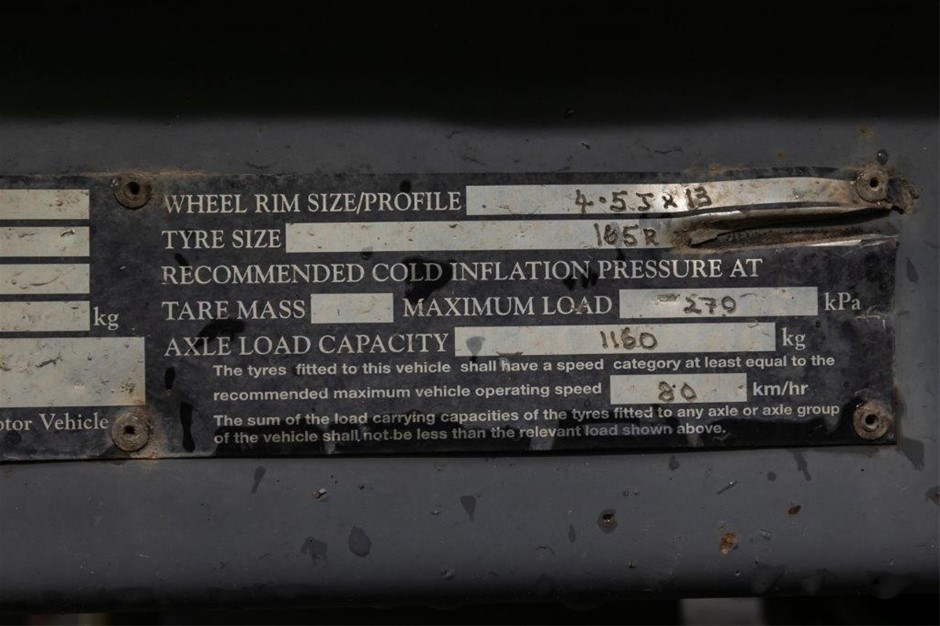 WHEEL RIM SIZE/PROFILE 4.5J x 13
TYRE SIZE 165R
RECOMMENDED COLD INFLATION PRESSURE AT
TARE MASS MAXIMUM LOAD 270 kPa
kg
AXLE LOAD CAPACITY 1160 kg
The tyres fitted to this vehicle shall have a speed category at least equal to the
recommended maximum vehicle operating speed 80 km/hr
otor Vehicle
The sum of the load carrying capacities of the tyres fitted to any axle or axle group
of the vehicle shall not be less than the relevant load shown above.